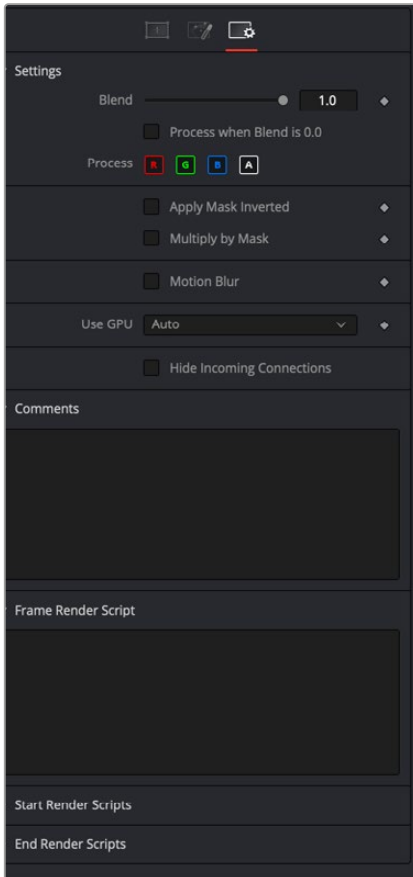 Settings
Blend 1.0
Process when Blend is 0.0
Process R G B A
Apply Mask Inverted
Multiply by Mask
Motion Blur
Use GPU Auto
Hide Incoming Connections
Comments
Frame Render Script
Start Render Scripts
End Render Scripts